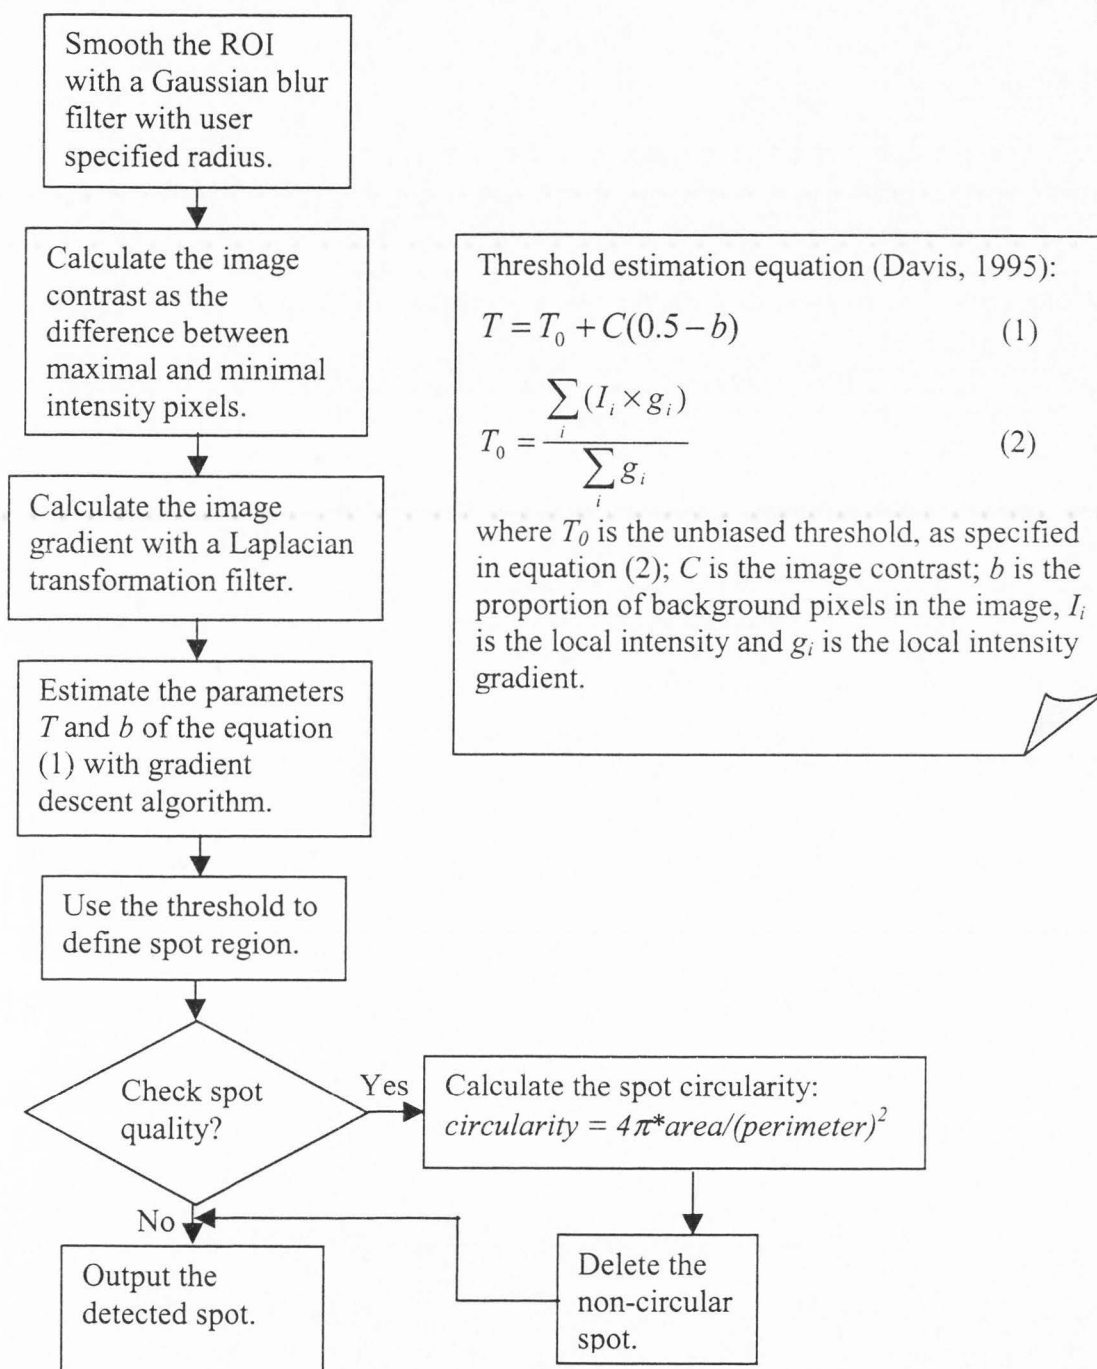 Smooth the ROI
with a Gaussian blur
filter with user
specified radius.
Calculate the image
contrast as the
difference between
maximal and minimal
intensity pixels.
Calculate the image
gradient with a Laplacian
transformation filter.
Estimate the parameters
T and b of the equation
(1) with gradient
descent algorithm.
Use the threshold to
define spot region.
Threshold estimation equation (Davis, 1995):
T = T₀ + C(0.5 − b) (1)
T₀ = ∑ᵢ(Iᵢ × gᵢ) / ∑ᵢ gᵢ (2)
where T₀ is the unbiased threshold, as specified
in equation (2); C is the image contrast; b is the
proportion of background pixels in the image, Iᵢ
is the local intensity and gᵢ is the local intensity
gradient.
Check spot
quality?
Yes
Calculate the spot circularity:
circularity = 4π*area/(perimeter)²
No
Delete the
non-circular
spot.
Output the
detected spot.